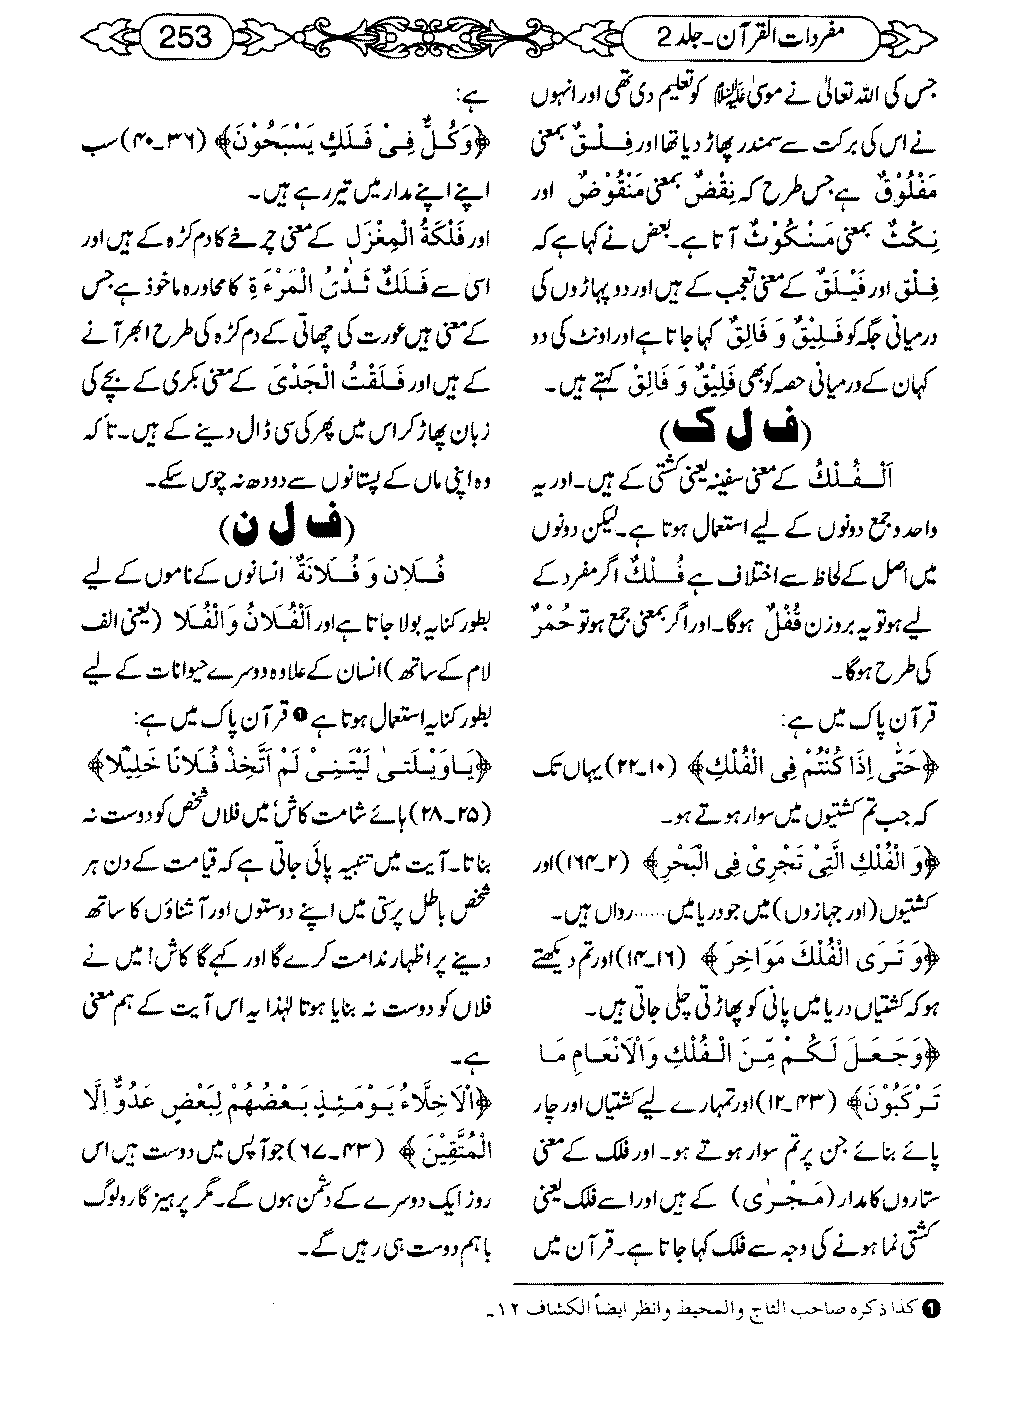 مفردات القرآن۔ جلد 2
253
جس کی اللہ تعالیٰ نے موسیٰ علیہ السلام کو تعلیم دی تھی اور انہوں
نے اس کی برکت سے سمندر پھاڑ دیا تھا اور فِلْقٌ بمعنی
مَفْلُوْقٌ ہے جس طرح کہ نِقْضٌ بمعنی مَنْقُوْضٌ اور
نِکْثٌ بمعنی مَنْکُوْثٌ آتا ہے۔ بعض نے کہا ہے کہ
فِلْق اور فَیْلَقٌ کے معنی تعجب کے ہیں اور دو پہاڑوں کی
درمیانی جگہ کو فَلِیْقٌ وَ فَالِقٌ کہا جاتا ہے اور اونٹ کی دو
کہان کے درمیانی حصہ کو بھی فَلِیْقٌ وَ فَالِقٌ کہتے ہیں۔
(ف ل ک)
اَلْفُلْکُ کے معنی سفینہ یعنی کشتی کے ہیں۔ اور یہ
واحد و جمع دونوں کے لیے استعمال ہوتا ہے۔ لیکن دونوں
میں اصل کے لحاظ سے اختلاف ہے فُلْکٌ اگر مفرد کے
لیے ہو تو یہ بروزن قُفْلٌ ہوگا۔ اور اگر بمعنی جمع ہو تو حُمْرٌ
کی طرح ہوگا۔
قرآن پاک میں ہے:
﴿حَتّٰى اِذَا كُنْتُمْ فِى الْفُلْكِ﴾ (۱۰۔۲۲) یہاں تک
کہ جب تم کشتیوں میں سوار ہوتے ہو۔
﴿وَ الْفُلْكِ الَّتِىْ تَجْرِىْ فِى الْبَحْرِ﴾ (۲۔۱۶۴) اور
کشتیوں (اور جہازوں) میں جو دریا میں...... رواں ہیں۔
﴿وَ تَرَى الْفُلْكَ مَوَاخِرَ﴾ (۱۶۔۱۴) اور تم دیکھتے
ہو کہ کشتیاں دریا میں پانی کو پھاڑتی چلی جاتی ہیں۔
﴿وَجَعَلَ لَكُمْ مِّنَ الْفُلْكِ وَالْاَنْعَامِ مَا
تَرْكَبُوْنَ﴾ (۴۳۔۱۲) اور تمہارے لیے کشتیاں اور چار
پائے بنائے جن پر تم سوار ہوتے ہو۔ اور فلک کے معنی
ستاروں کا مدار (مَجْرٰی) کے ہیں اور اسے فلک یعنی
کشتی نما ہونے کی وجہ سے فلک کہا جاتا ہے۔ قرآن میں
ہے:
﴿وَكُلٌّ فِىْ فَلَكٍ يَسْبَحُوْنَ﴾ (۳۶۔۴۰) سب
اپنے اپنے مدار میں تیر رہے ہیں۔
اور فَلْکَةُ الْمِغْزَلِ کے معنی چرخے کا دم کڑہ کے ہیں اور
اسی سے فَلَکَ ثَدْیُ الْمَرْءَةِ کا محاورہ ماخوذ ہے جس
کے معنی ہیں عورت کی چھاتی کے دم کڑہ کی طرح ابھر آنے
کے ہیں اور فَلَقْتُ الْجَدْیَ کے معنی بکری کے بچے کی
زبان پھاڑ کر اس میں پھر کی سی ڈال دینے کے ہیں۔ تا کہ
وہ اپنی ماں کے پستانوں سے دودھ نہ چوس سکے۔
(ف ل ن)
فُلَان وَ فُلَانَةٌ انسانوں کے ناموں کے لیے
بطور کنایہ بولا جاتا ہے اور اَلْفُلَانُ وَالْفُلَا (یعنی الف
لام کے ساتھ) انسان کے علاوہ دوسرے حیوانات کے لیے
بطور کنایہ استعمال ہوتا ہے ❶ قرآن پاک میں ہے:
﴿يَاوَيْلَتىٰ لَيْتَنِىْ لَمْ اَتَّخِذْ فُلَانًا خَلِيْلًا﴾
(۲۵۔۲۸) ہائے شامت کاش میں فلاں شخص کو دوست نہ
بناتا۔ آیت میں تنبیہ پائی جاتی ہے کہ قیامت کے دن ہر
شخص باطل پرستی میں اپنے دوستوں اور آشناؤں کا ساتھ
دینے پر اظہار ندامت کرے گا اور کہے گا کاش! میں نے
فلاں کو دوست نہ بنایا ہوتا لہٰذا یہ اس آیت کے ہم معنی
ہے۔
﴿اَلْاَخِلَّاءُ يَوْمَئِذٍ بَعْضُهُمْ لِبَعْضٍ عَدُوٌّ اِلَّا
الْمُتَّقِيْنَ﴾ (۴۳۔۶۷) جو آپس میں دوست ہیں اس
روز ایک دوسرے کے دشمن ہوں گے۔ مگر پرہیز گار و لوگ
باہم دوست ہی رہیں گے۔
❶ كذا ذكره صاحب التاج والمحيط وانظر ايضاً الكشاف ١٢۔